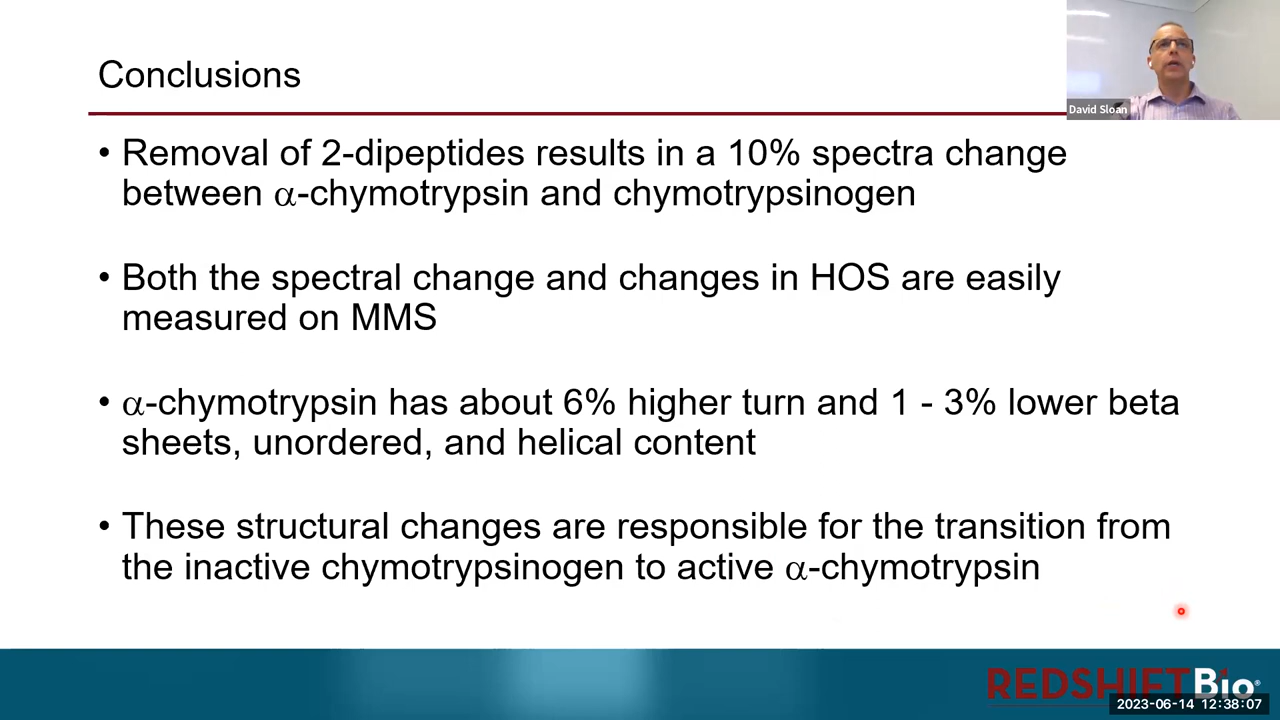 Conclusions
David Sloan
• Removal of 2-dipeptides results in a 10% spectra change
between α-chymotrypsin and chymotrypsinogen
• Both the spectral change and changes in HOS are easily
measured on MMS
• α-chymotrypsin has about 6% higher turn and 1 - 3% lower beta
sheets, unordered, and helical content
• These structural changes are responsible for the transition from
the inactive chymotrypsinogen to active α-chymotrypsin
REDSHIFTBio®
2023-06-14 12:38:07